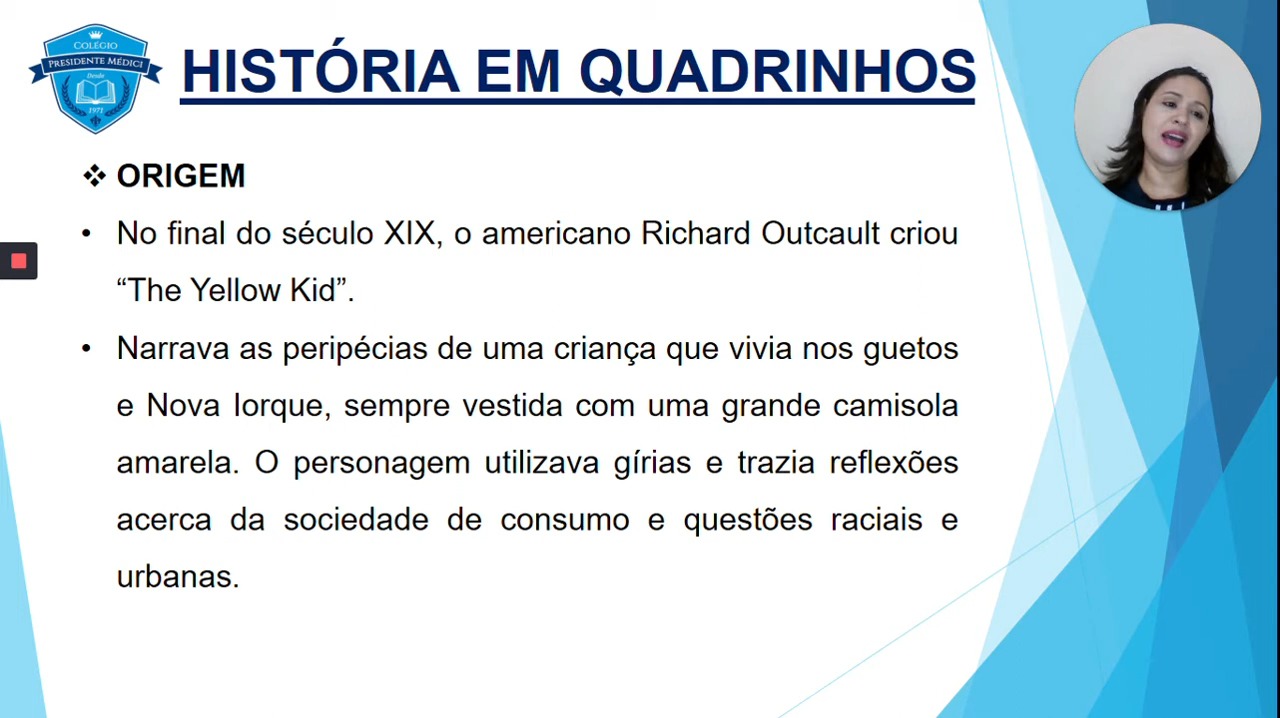 COLÉGIO
PRESIDENTE MÉDICI
Desde
1971
HISTÓRIA EM QUADRINHOS
❖ ORIGEM
• No final do século XIX, o americano Richard Outcault criou
“The Yellow Kid”.
• Narrava as peripécias de uma criança que vivia nos guetos
e Nova Iorque, sempre vestida com uma grande camisola
amarela. O personagem utilizava gírias e trazia reflexões
acerca da sociedade de consumo e questões raciais e
urbanas.